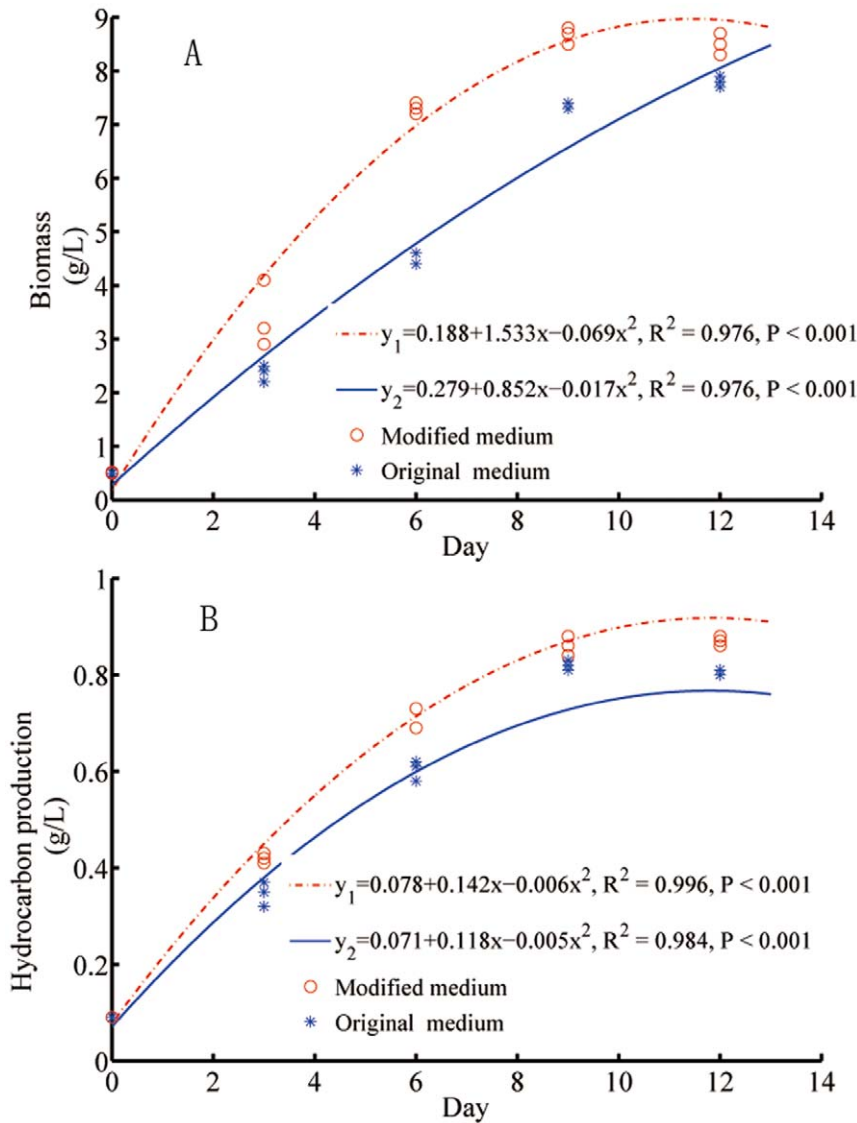 A
9
8
7
6
5
4
3
2
1
0
Biomass
(g/L)
y₁=0.188+1.533x−0.069x², R² = 0.976, P < 0.001
y₂=0.279+0.852x−0.017x², R² = 0.976, P < 0.001
Modified medium
Original medium
0 2 4 6 8 10 12 14
Day
B
1
0.8
0.6
0.4
0.2
0
Hydrocarbon production
(g/L)
y₁=0.078+0.142x−0.006x², R² = 0.996, P < 0.001
y₂=0.071+0.118x−0.005x², R² = 0.984, P < 0.001
Modified medium
Original medium
0 2 4 6 8 10 12 14
Day